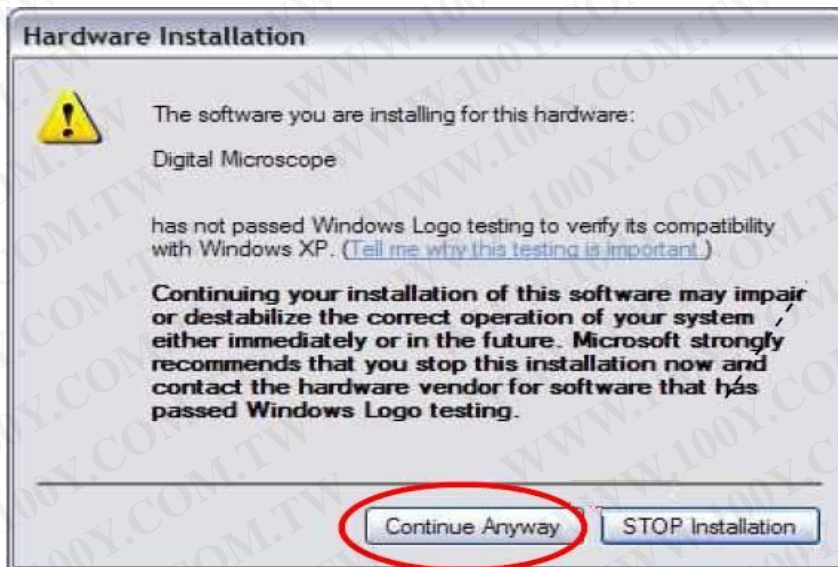 Hardware Installation
The software you are installing for this hardware:
Digital Microscope
has not passed Windows Logo testing to verify its compatibility
with Windows XP. (Tell me why this testing is important.)
Continuing your installation of this software may impair
or destabilize the correct operation of your system
either immediately or in the future. Microsoft strongly
recommends that you stop this installation now and
contact the hardware vendor for software that has
passed Windows Logo testing.
Continue Anyway
STOP Installation
WWW.100Y.COM.TW